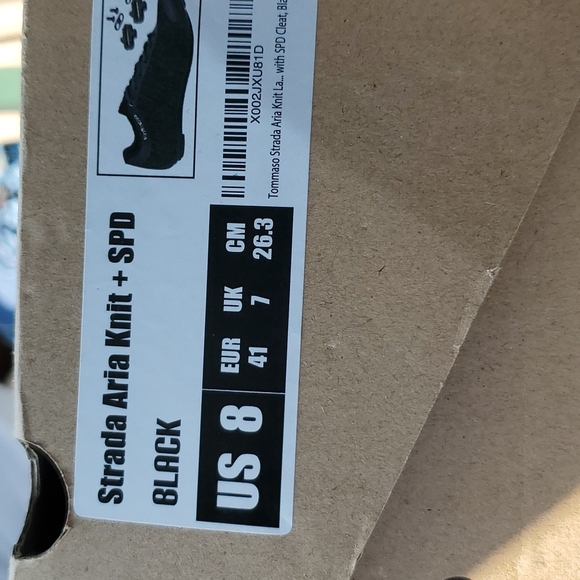 X002JXU81D
Tommaso Strada Aria Knit La... with SPD Cleat, Bla
Strada Aria Knit + SPD
BLACK
US 8
EUR UK CM
41 7 26.3